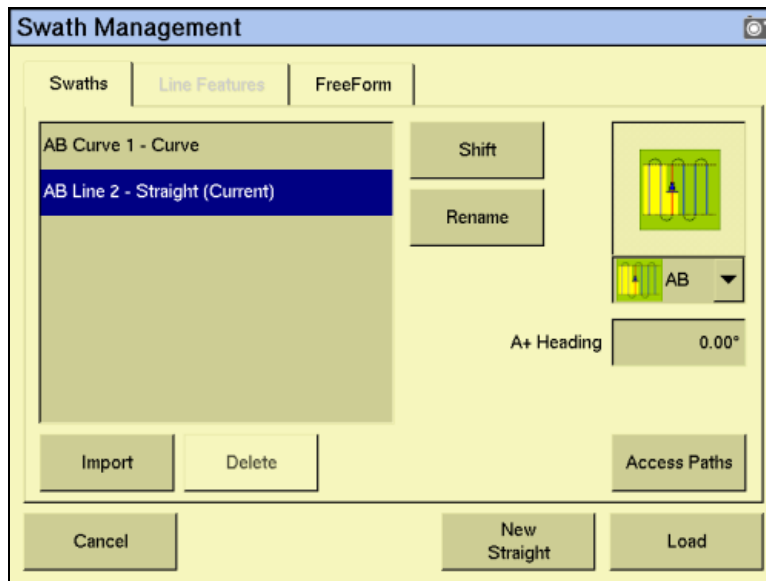 Swath Management
Swaths
Line Features
FreeForm
AB Curve 1 - Curve
AB Line 2 - Straight (Current)
Shift
Rename
AB
A+ Heading
0.00°
Import
Delete
Access Paths
Cancel
New
Straight
Load